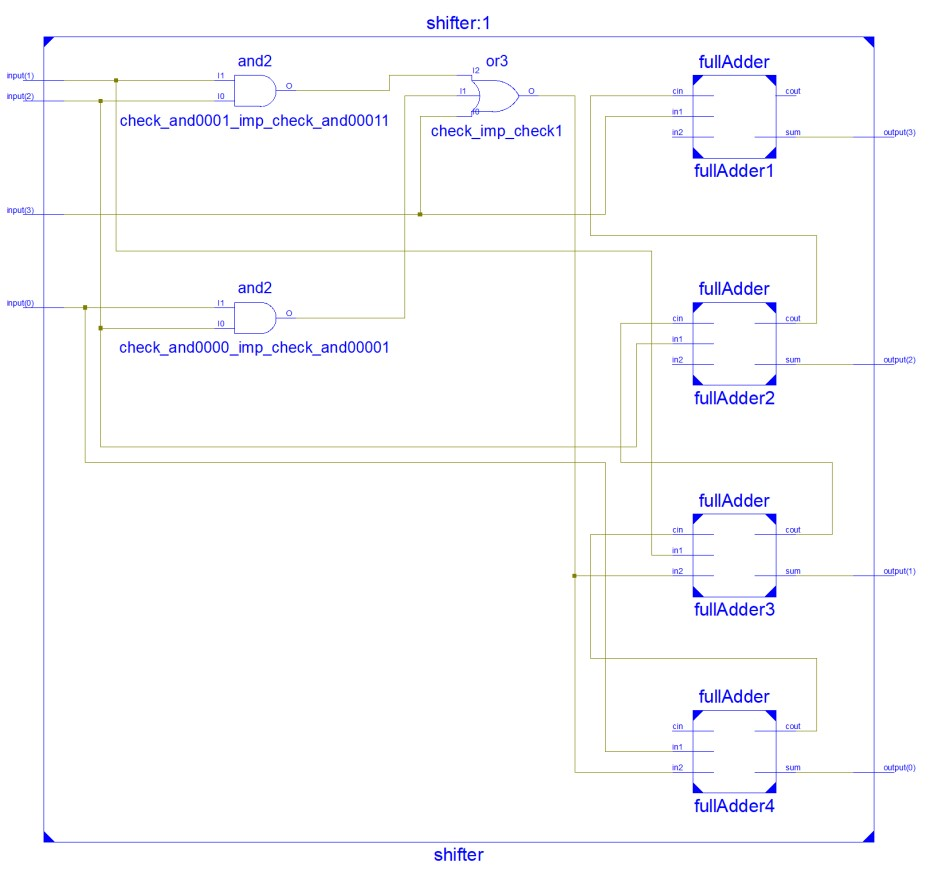 shifter:1
and2
or3
fullAdder
input(1)
I1
O
I2
cin
cout
input(2)
I0
I1
O
in1
check_and0001_imp_check_and00011
I0
check_imp_check1
in2
sum
output(3)
fullAdder1
input(3)
and2
fullAdder
input(0)
I1
O
cin
cout
I0
in1
check_and0000_imp_check_and00001
in2
sum
output(2)
fullAdder2
fullAdder
cin
cout
in1
in2
sum
output(1)
fullAdder3
fullAdder
cin
cout
in1
in2
sum
output(0)
fullAdder4
shifter